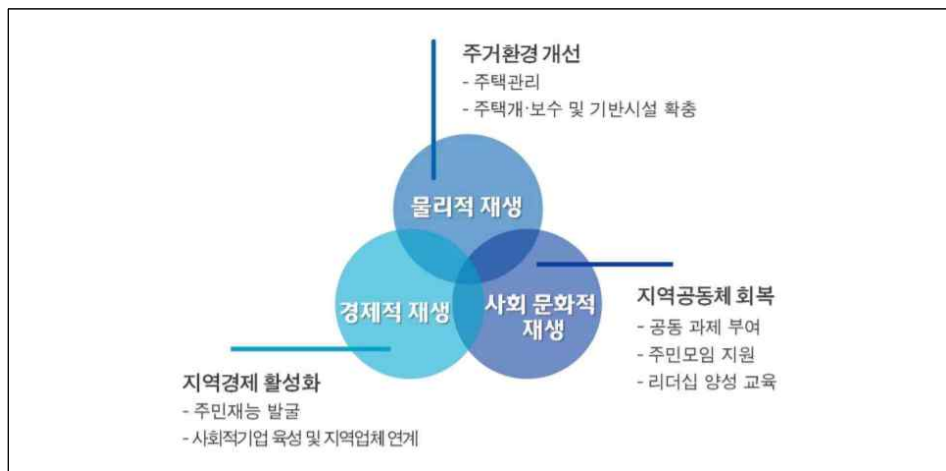 주거환경 개선
- 주택관리
- 주택개·보수 및 기반시설 확충
물리적 재생
경제적 재생
사회 문화적
재생
지역공동체 회복
- 공동 과제 부여
- 주민모임 지원
- 리더십 양성 교육
지역경제 활성화
- 주민재능 발굴
- 사회적기업 육성 및 지역업체 연계